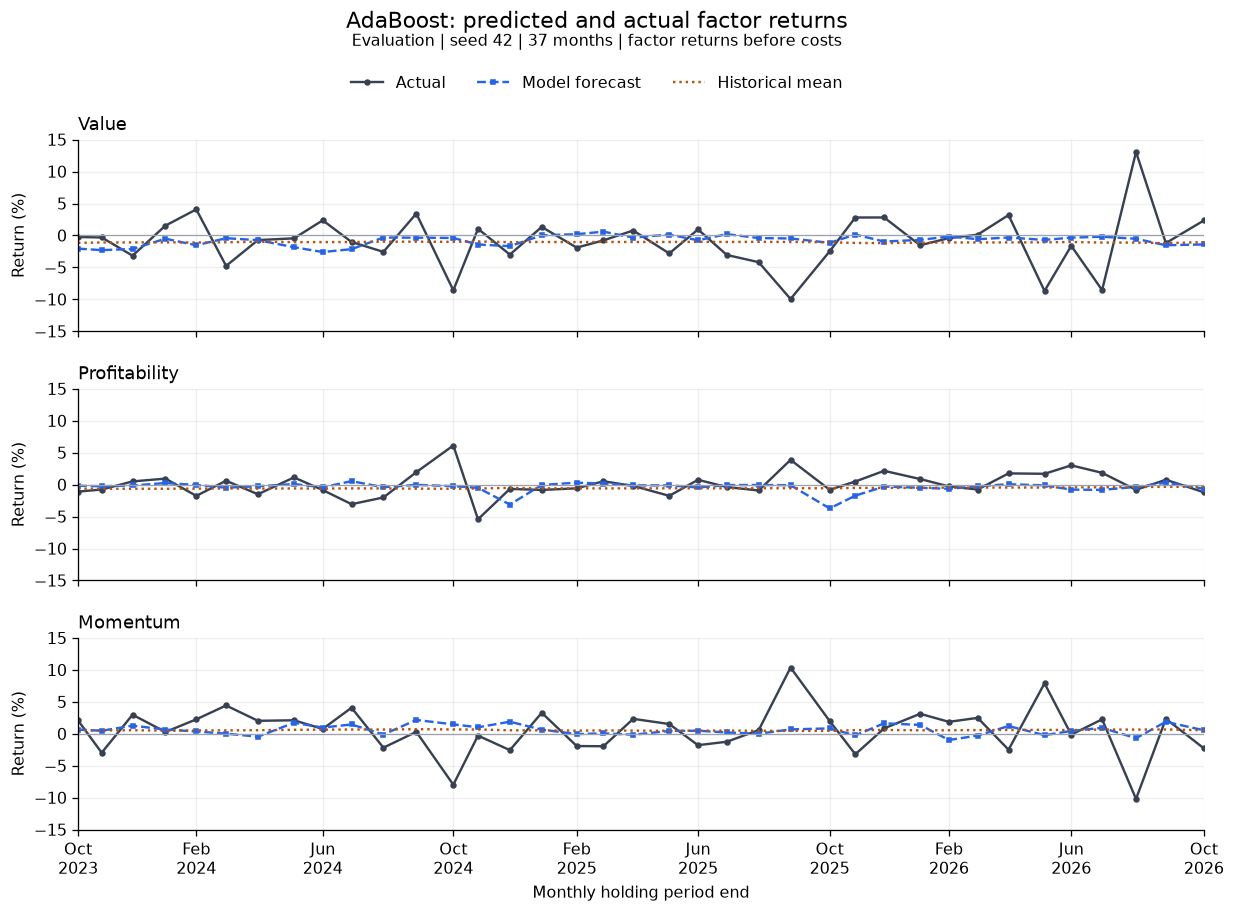 AdaBoost: predicted and actual factor returns
Evaluation | seed 42 | 37 months | factor returns before costs
Actual
Model forecast
Historical mean
Value
15
10
5
0
−5
−10
−15
Return (%)
Profitability
15
10
5
0
−5
−10
−15
Return (%)
Momentum
15
10
5
0
−5
−10
−15
Return (%)
Oct Feb Jun Oct Feb Jun Oct Feb Jun Oct
2023 2024 2024 2024 2025 2025 2025 2026 2026 2026
Monthly holding period end